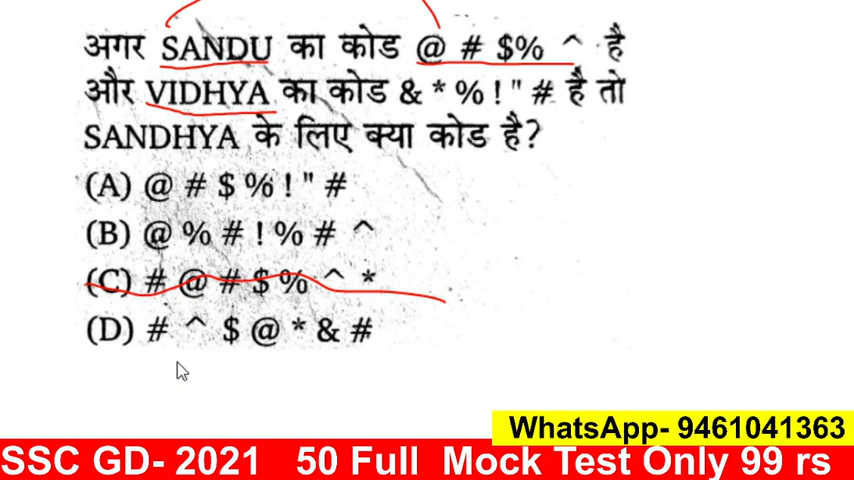 अगर SANDU का कोड @ # $% ^ है
और VIDHYA का कोड & * % ! " # है तो
SANDHYA के लिए क्या कोड है?
(A) @ # $ % ! " #
(B) @ % # ! % # ^
(C) # @ # $ % ^ *
(D) # ^ $ @ * & #
WhatsApp- 9461041363
SSC GD- 2021 50 Full Mock Test Only 99 rs